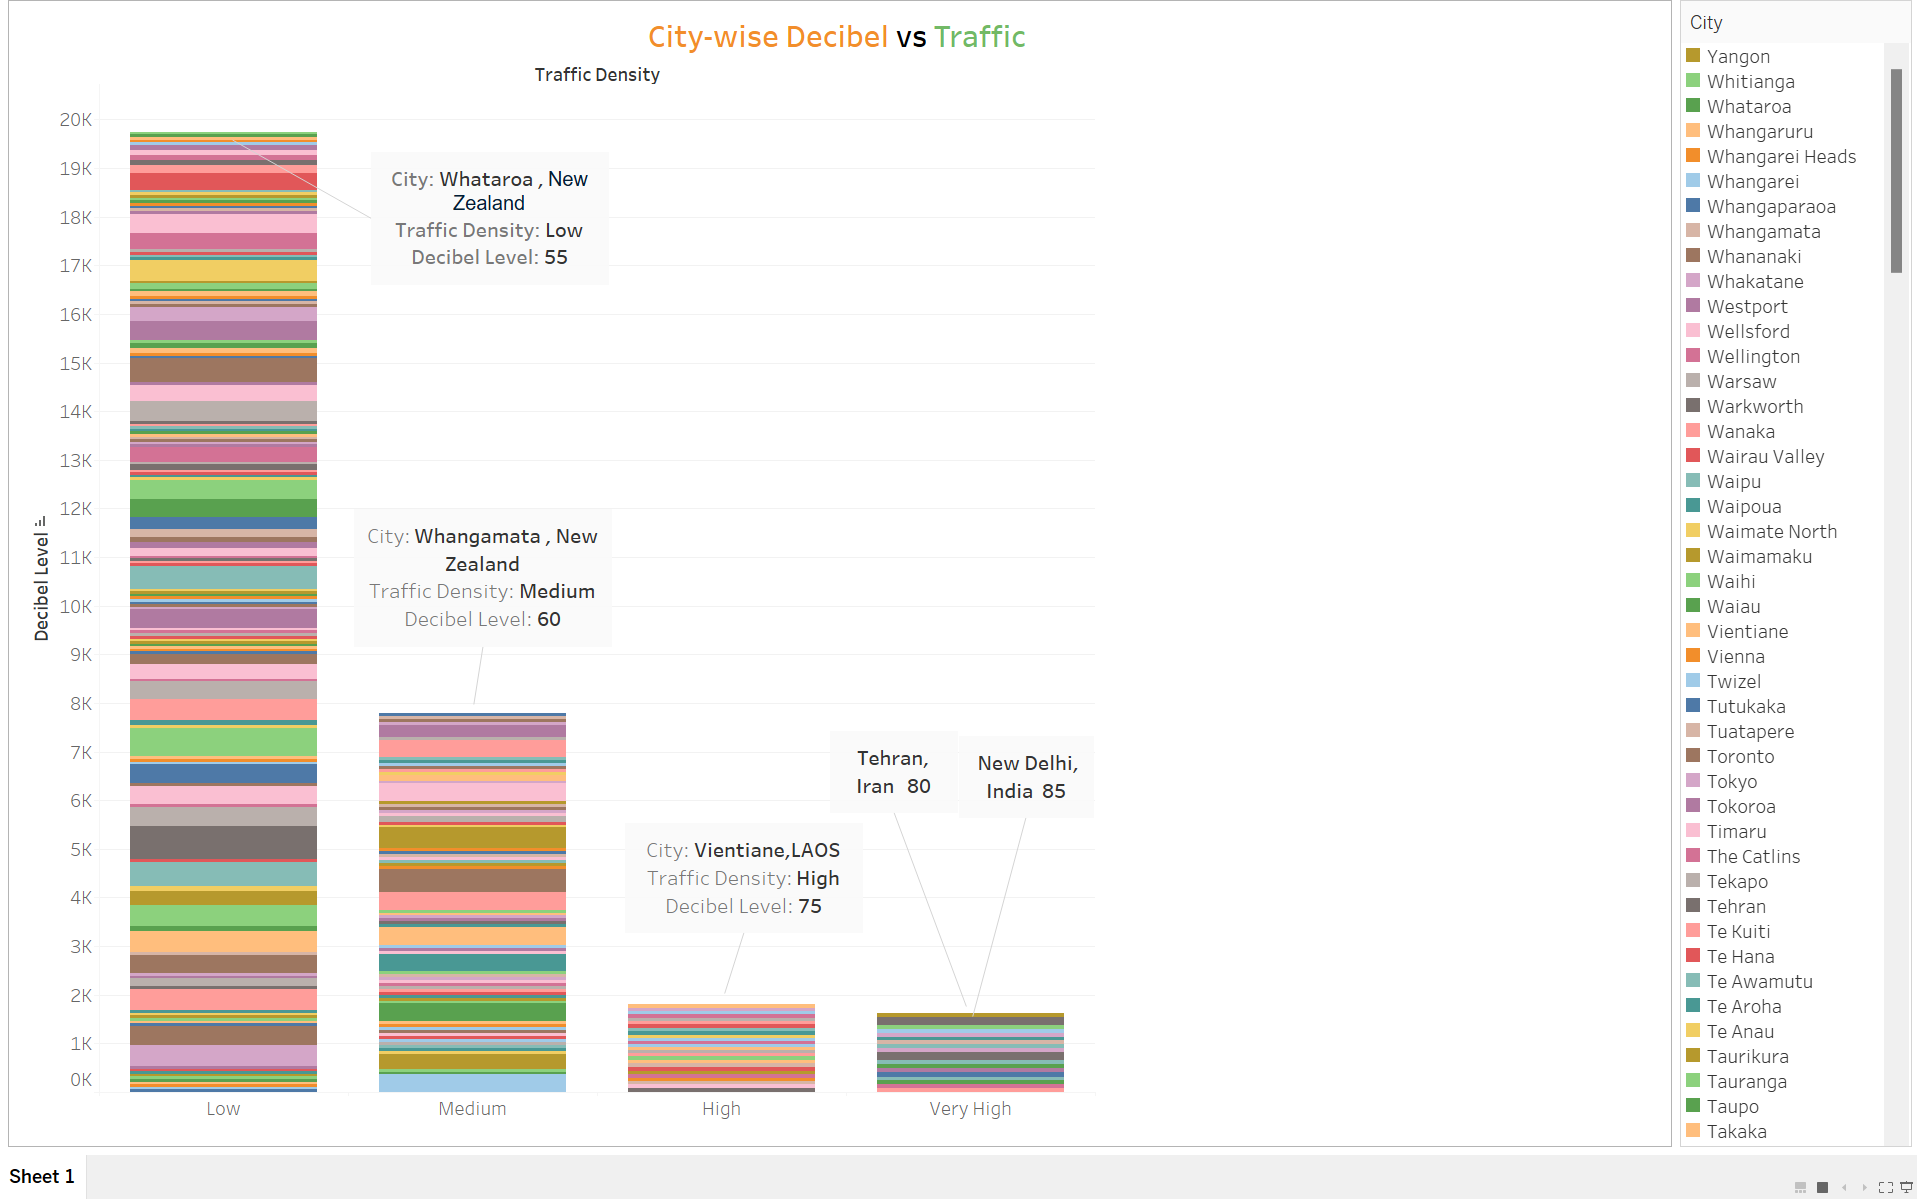 City-wise Decibel vs Traffic
Traffic Density
Decibel Level
20K
19K
18K
17K
16K
15K
14K
13K
12K
11K
10K
9K
8K
7K
6K
5K
4K
3K
2K
1K
0K
City: Whataroa , New
Zealand
Traffic Density: Low
Decibel Level: 55
City: Whangamata , New
Zealand
Traffic Density: Medium
Decibel Level: 60
City: Vientiane,LAOS
Traffic Density: High
Decibel Level: 75
Tehran,
Iran 80
New Delhi,
India 85
Low
Medium
High
Very High
City
Yangon
Whitianga
Whataroa
Whangaruru
Whangarei Heads
Whangarei
Whangaparaoa
Whangamata
Whananaki
Whakatane
Westport
Wellsford
Wellington
Warsaw
Warkworth
Wanaka
Wairau Valley
Waipu
Waipoua
Waimate North
Waimamaku
Waihi
Waiau
Vientiane
Vienna
Twizel
Tutukaka
Tuatapere
Toronto
Tokyo
Tokoroa
Timaru
The Catlins
Tekapo
Tehran
Te Kuiti
Te Hana
Te Awamutu
Te Aroha
Te Anau
Taurikura
Tauranga
Taupo
Takaka
Sheet 1